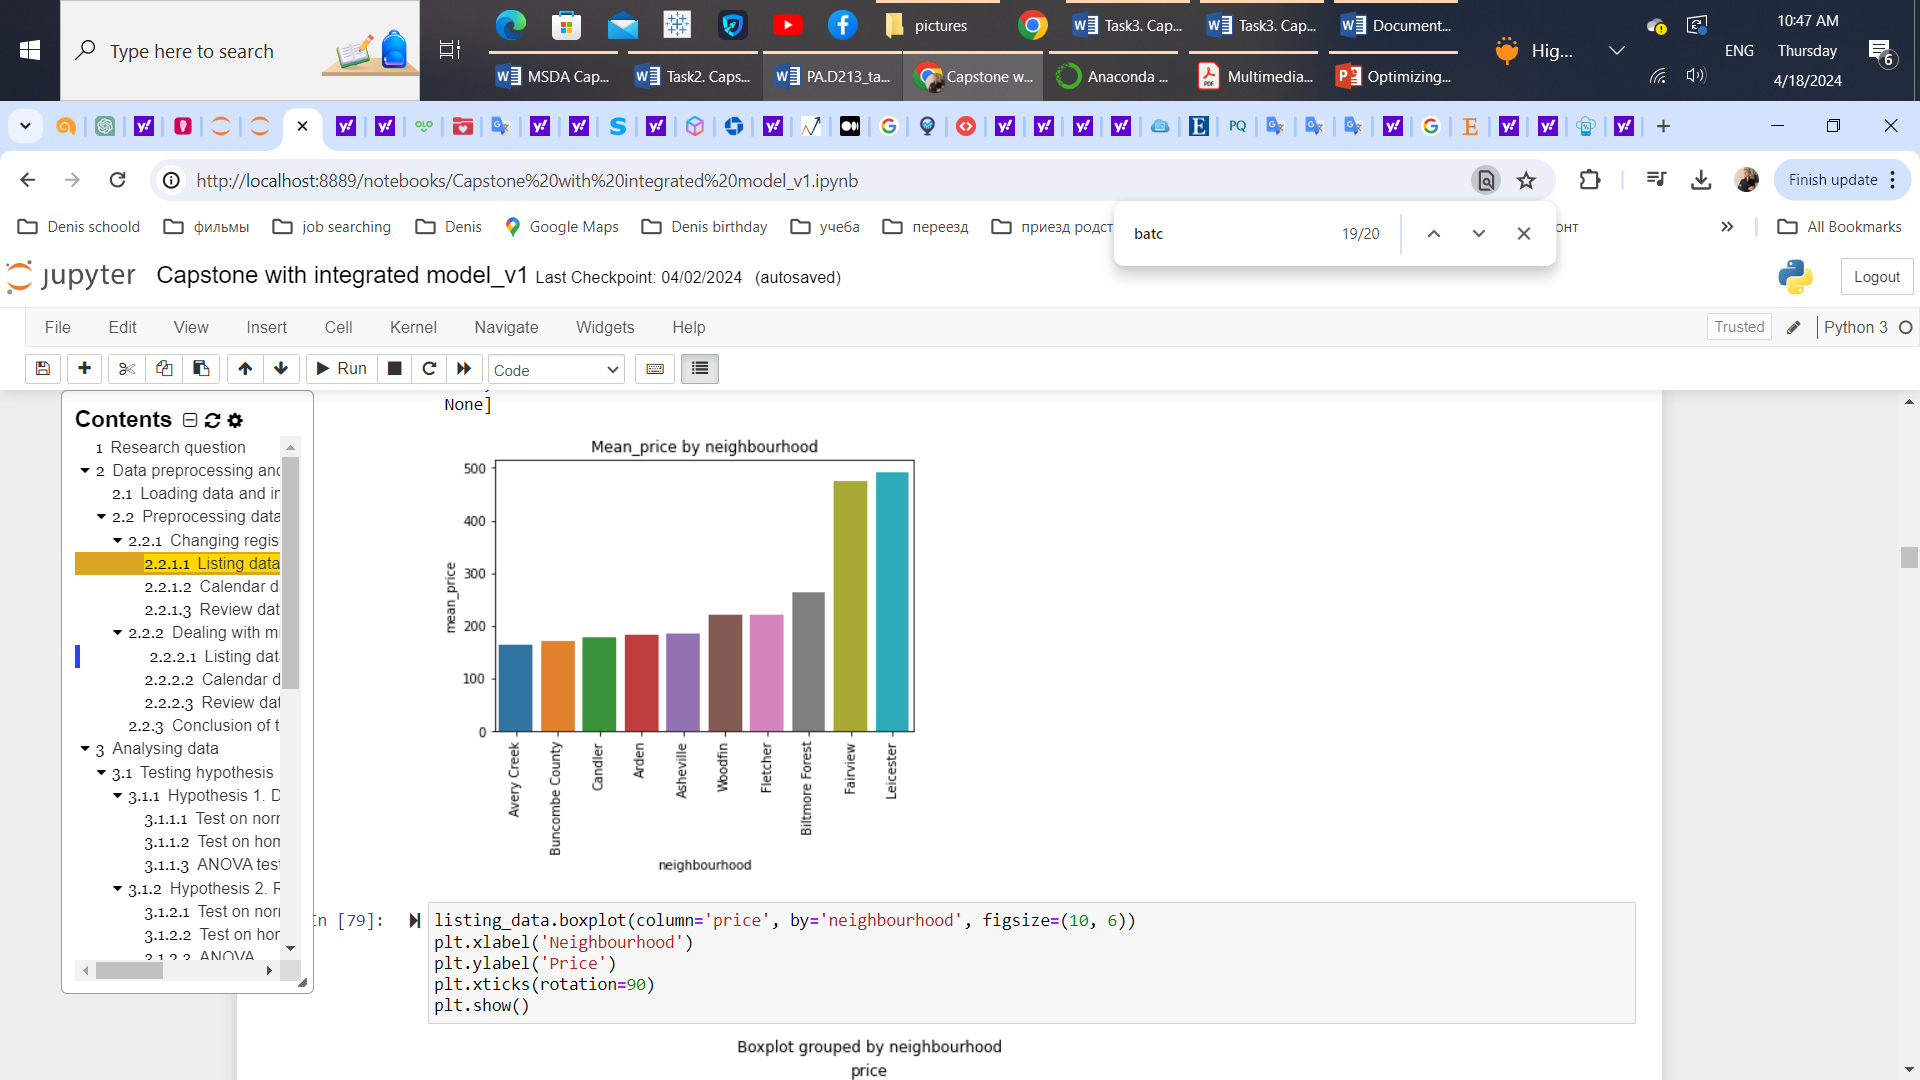 Type here to search
pictures
Task3. Cap...
Task3. Cap...
Document...
MSDA Cap...
Task2. Caps...
PA.D213_ta...
Capstone w...
Anaconda ...
Multimedia...
Optimizing...
Hig...
ENG
10:47 AM
Thursday
4/18/2024
6
http://localhost:8889/notebooks/Capstone%20with%20integrated%20model_v1.ipynb
Finish update
Denis schoold
фильмы
job searching
Denis
Google Maps
Denis birthday
учеба
переезд
приезд родст
онт
All Bookmarks
batc
19/20
jupyter
Capstone with integrated model_v1
Last Checkpoint: 04/02/2024 (autosaved)
Logout
File Edit View Insert Cell Kernel Navigate Widgets Help
Trusted
Python 3
Run
Code
Contents
1 Research question
2 Data preprocessing and
2.1 Loading data and in
2.2 Preprocessing data
2.2.1 Changing regis
2.2.1.1 Listing data
2.2.1.2 Calendar d
2.2.1.3 Review dat
2.2.2 Dealing with mi
2.2.2.1 Listing dat
2.2.2.2 Calendar d
2.2.2.3 Review dat
2.2.3 Conclusion of t
3 Analysing data
3.1 Testing hypothesis
3.1.1 Hypothesis 1. D
3.1.1.1 Test on norr
3.1.1.2 Test on hom
3.1.1.3 ANOVA test
3.1.2 Hypothesis 2. R
3.1.2.1 Test on norr
3.1.2.2 Test on hor
3.1.2.3 ANOVA
None]
Mean_price by neighbourhood
mean_price
500
400
300
200
100
0
Avery Creek
Buncombe County
Candler
Arden
Asheville
Woodfin
Fletcher
Biltmore Forest
Fairview
Leicester
neighbourhood
n [79]:
listing_data.boxplot(column='price', by='neighbourhood', figsize=(10, 6))
plt.xlabel('Neighbourhood')
plt.ylabel('Price')
plt.xticks(rotation=90)
plt.show()
Boxplot grouped by neighbourhood
price